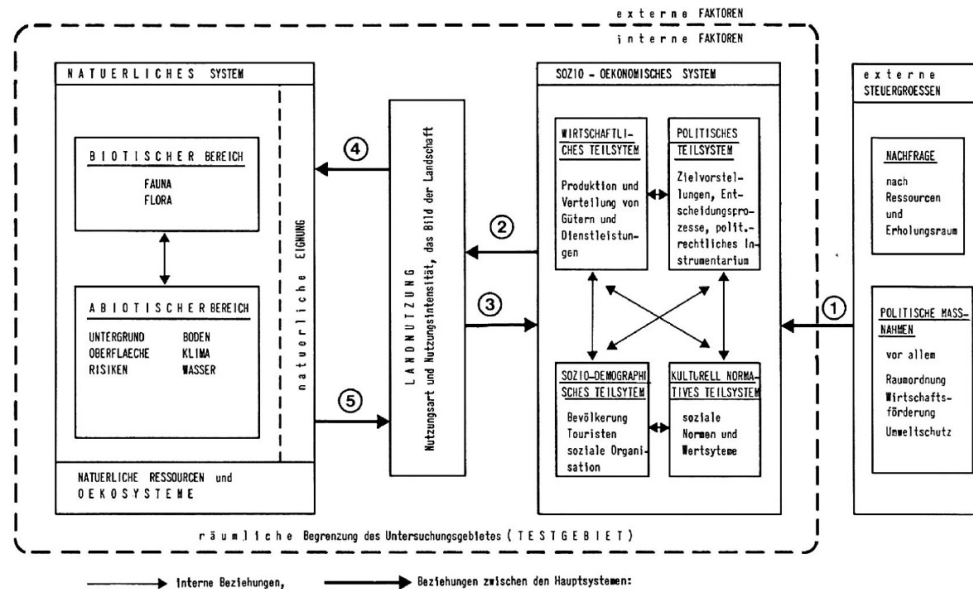 externe FAKTOREN
interne FAKTOREN
NATUERLICHES SYSTEM
BIOTISCHER BEREICH
FAUNA
FLORA
ABIOTISCHER BEREICH
UNTERGRUND BODEN
OBERFLAECHE KLIMA
RISIKEN WASSER
natuerliche EIGNUNG
NATUERLICHE RESSOURCEN und
OEKOSYSTEME
4
5
LANDNUTZUNG
Nutzungsart und Nutzungsintensität, das Bild der Landschaft
2
3
SOZIO - OEKONOMISCHES SYSTEM
WIRTSCHAFTLI-
CHES TEILSYTEM
Produktion und
Verteilung von
Gütern und
Dienstleistun-
gen
POLITISCHES
TEILSYSTEM
Zielvorstel-
lungen, Ent-
scheidungspro-
zesse, polit.-
rechtliches In-
strumentarium
SOZIO-DEMOGRAPHI
SCHES TEILSYTEM
Bevölkerung
Touristen
soziale Organi-
sation
KULTURELL NORMA-
TIVES TEILSYSTEM
soziale
Normen und
Wertsyteme
1
externe
STEUERGROESSEN
NACHFRAGE
nach
Ressourcen
und
Erholungsraum
POLITISCHE MASS-
NAHMEN
vor allem
Raumordnung
Wirtschafts-
förderung
Umweltschutz
räumliche Begrenzung des Untersuchungsgebietos (TESTGEBIET)
interne Beziehungen, Beziehungen zwischen den Hauptsystemen: